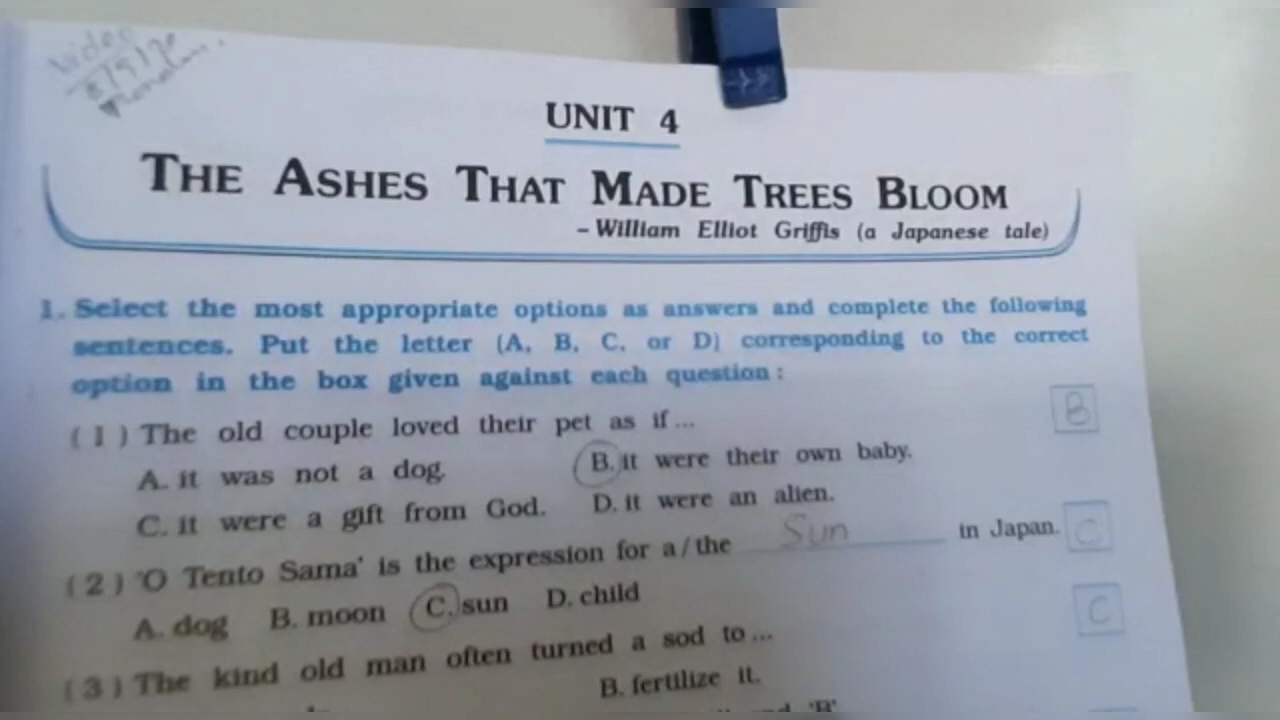 UNIT 4
THE ASHES THAT MADE TREES BLOOM
– William Elliot Griffis (a Japanese tale)
1. Select the most appropriate options as answers and complete the following
sentences. Put the letter (A, B, C, or D) corresponding to the correct
option in the box given against each question :
( 1 ) The old couple loved their pet as if ... B
A. it was not a dog. B. it were their own baby.
C. it were a gift from God. D. it were an alien.
( 2 ) 'O Tento Sama' is the expression for a / the Sun in Japan. C
A. dog B. moon C. sun D. child
( 3 ) The kind old man often turned a sod to ... C
B. fertilize it.